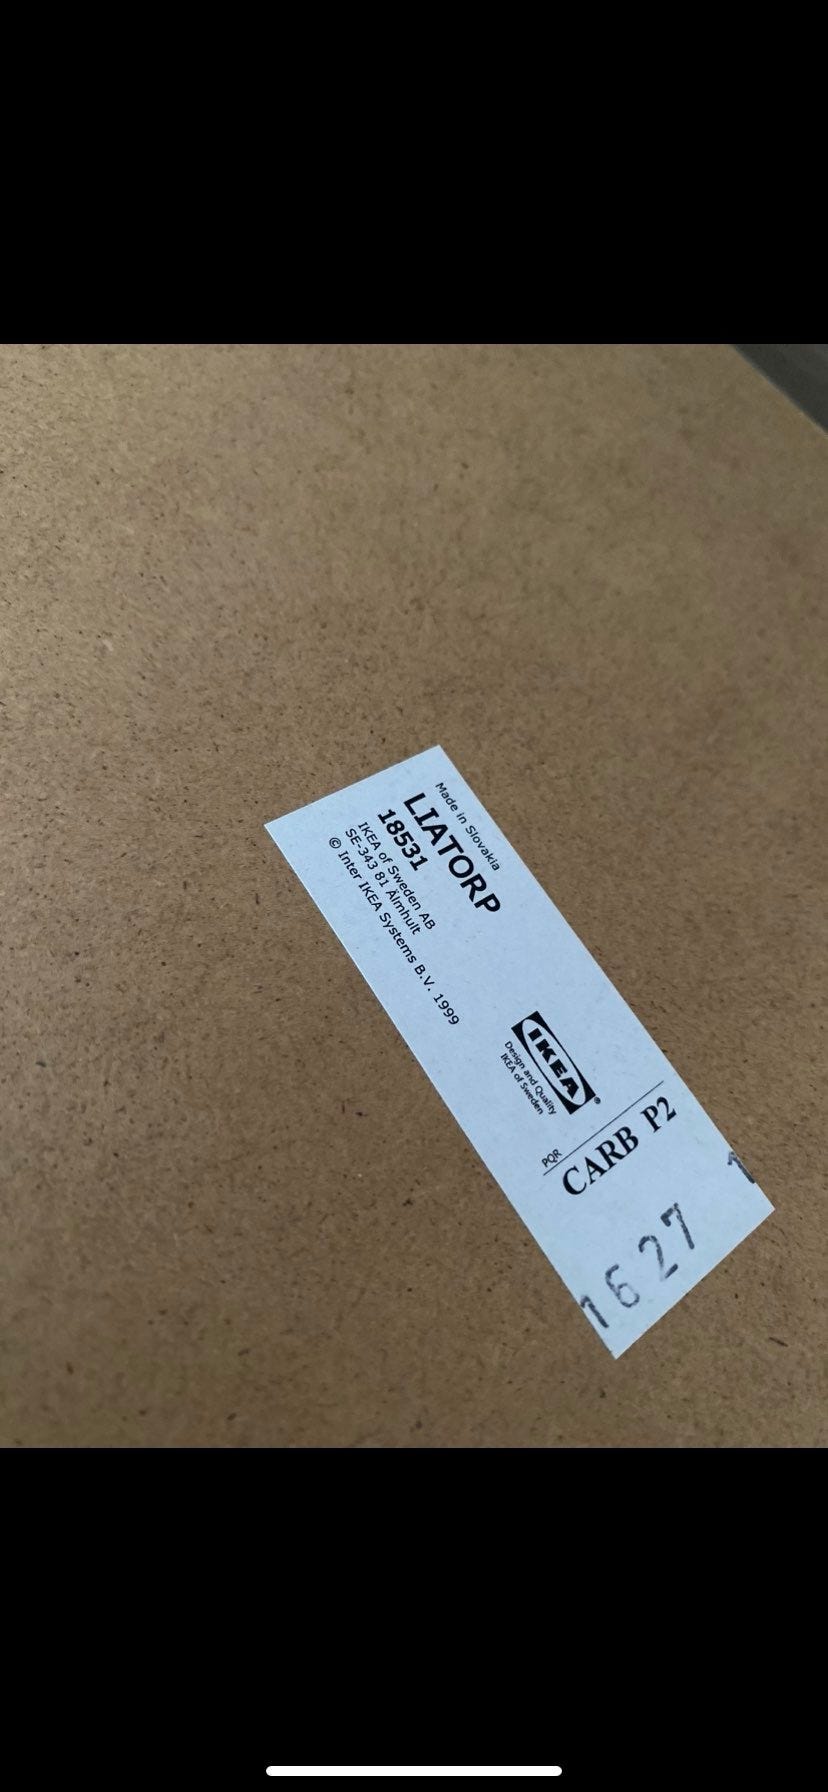 Made in Slovakia
LIATORP
18531
IKEA of Sweden AB
SE-343 81 Älmhult
© Inter IKEA Systems B.V. 1999
IKEA®
Design and Quality
IKEA of Sweden
PQR
CARB P2
1627
1